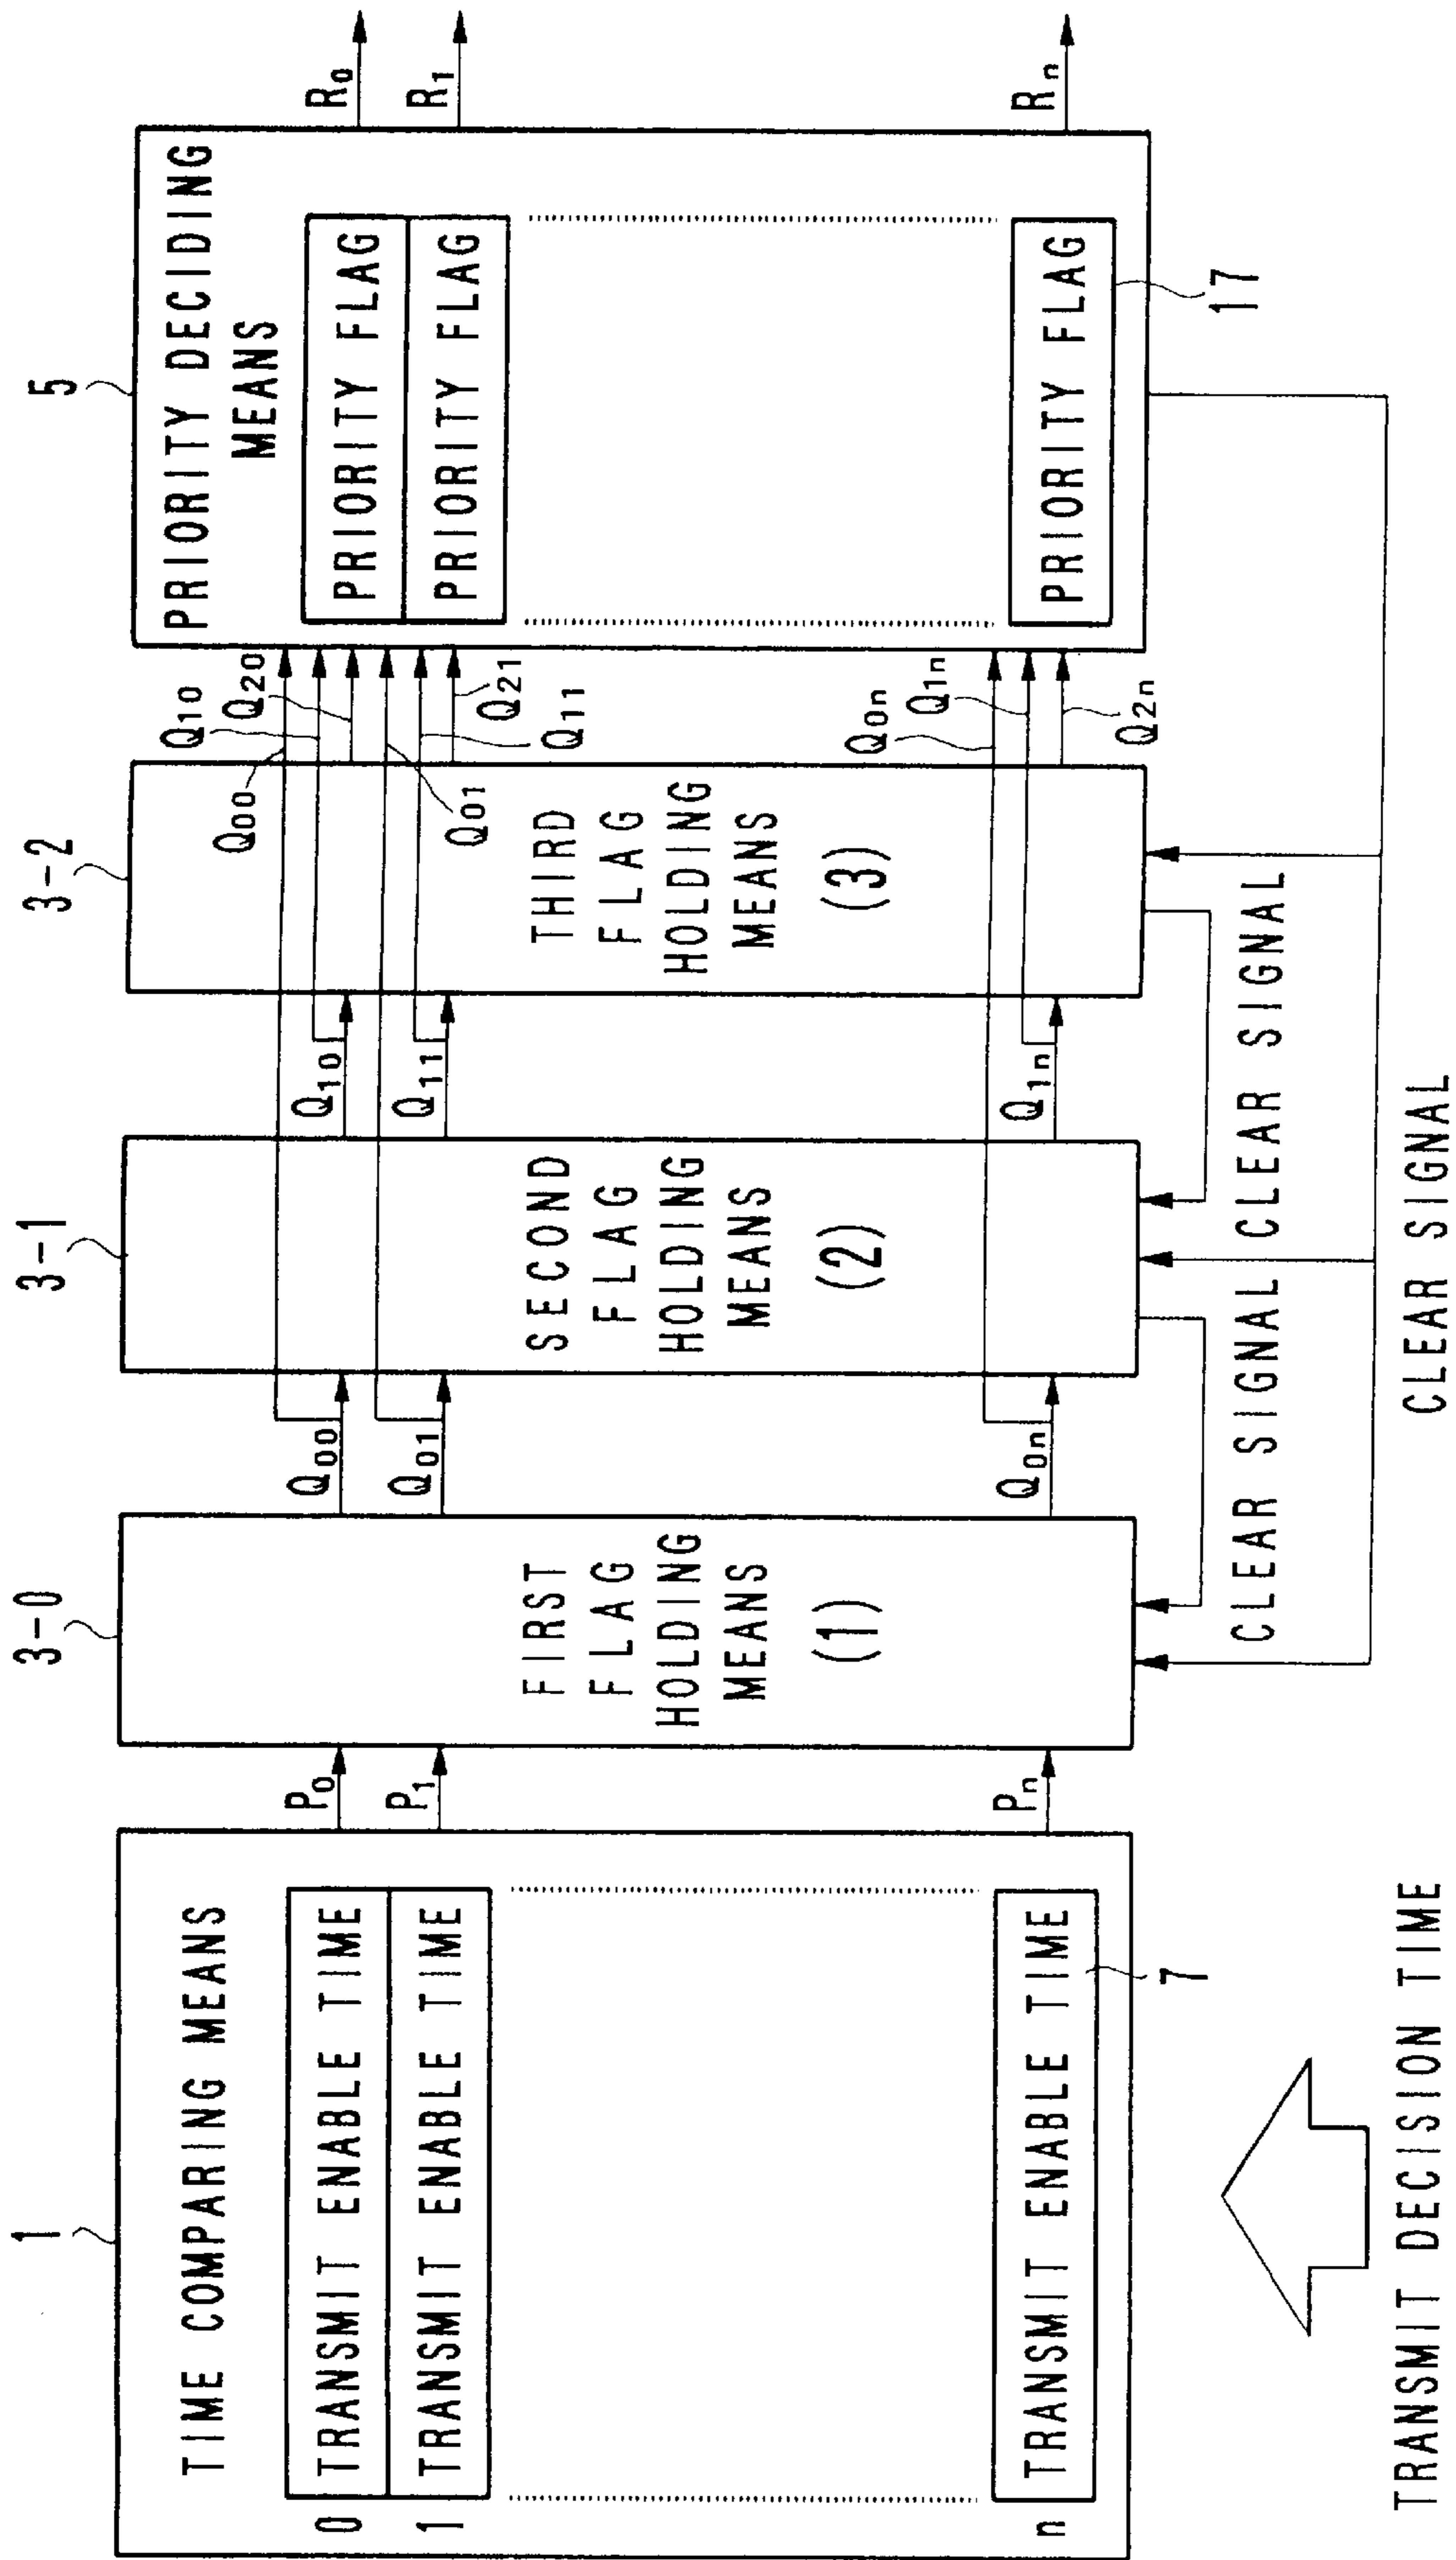 1
TIME COMPARING MEANS
0 TRANSMIT ENABLE TIME
1 TRANSMIT ENABLE TIME
n TRANSMIT ENABLE TIME
7
TRANSMIT DECISION TIME
P0
P1
Pn
3-0
FIRST
FLAG
HOLDING
MEANS
(1)
Q00
Q01
Q0n
3-1
SECOND
FLAG
HOLDING
MEANS
(2)
Q10
Q11
Q1n
3-2
THIRD
FLAG
HOLDING
MEANS
(3)
Q00
Q10
Q20
Q01
Q11
Q21
Q0n
Q1n
Q2n
5
PRIORITY DECIDING
MEANS
PRIORITY FLAG
PRIORITY FLAG
PRIORITY FLAG
17
R0
R1
Rn
CLEAR SIGNAL
CLEAR SIGNAL
CLEAR SIGNAL